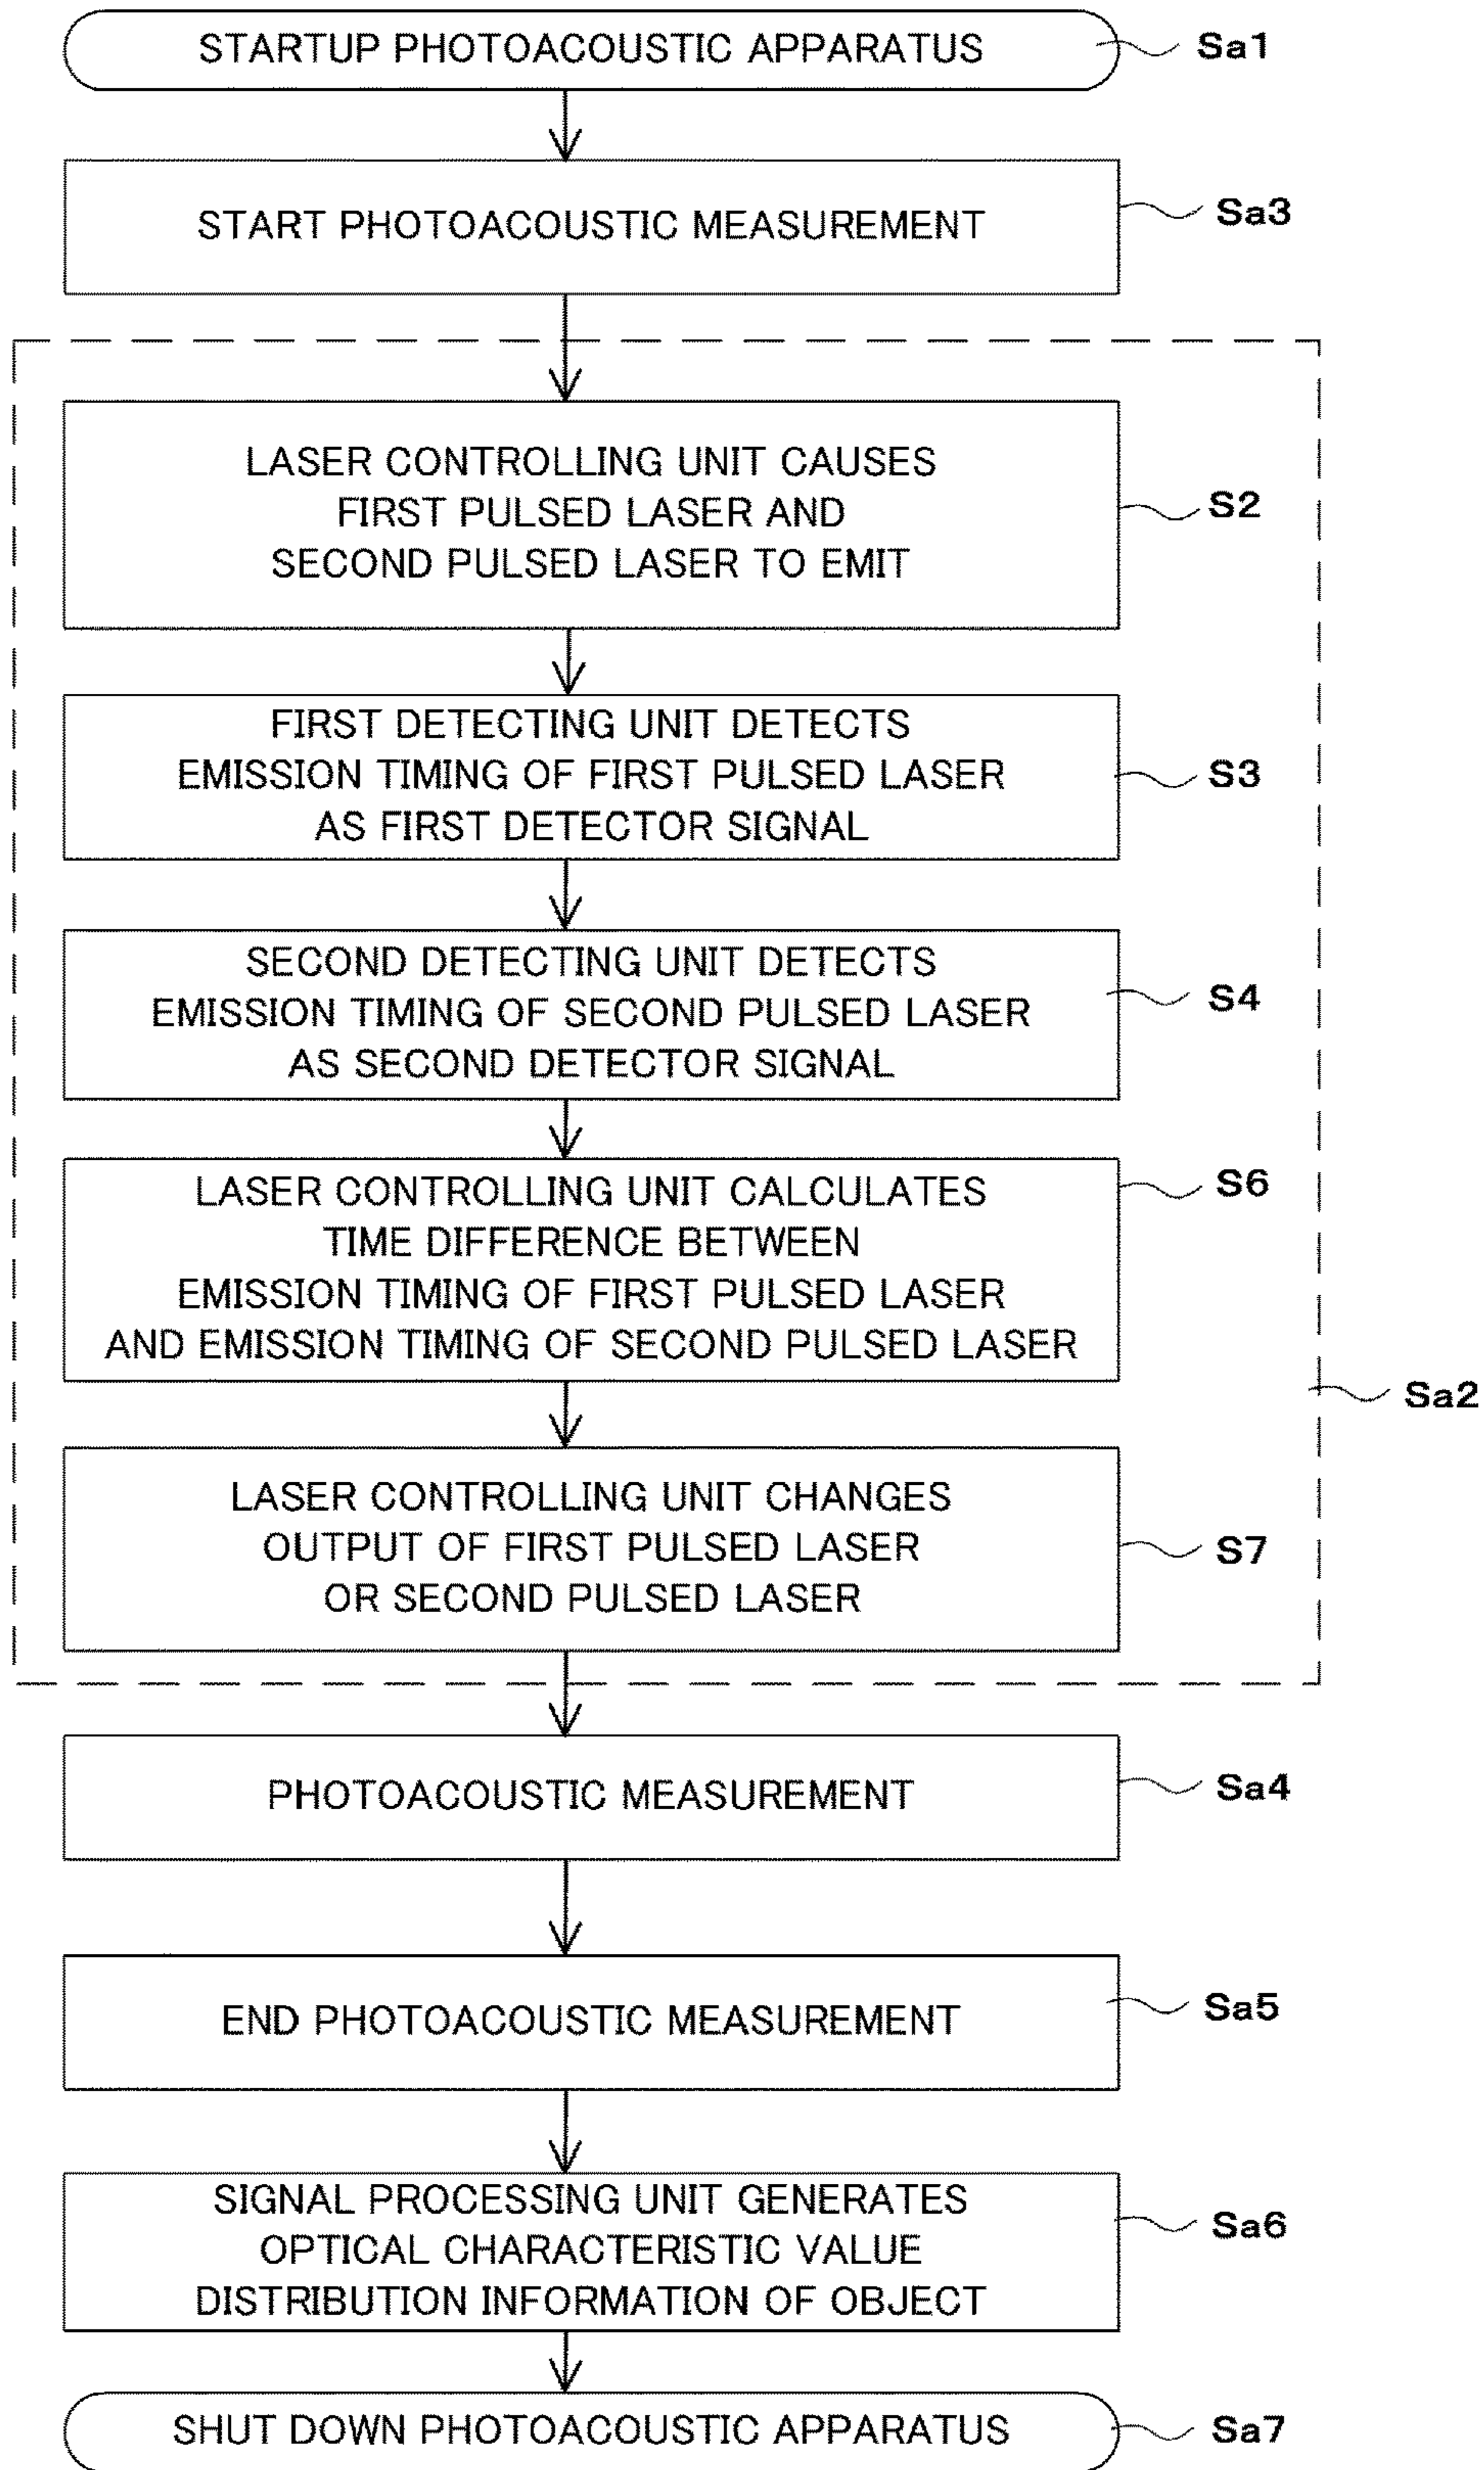 STARTUP PHOTOACOUSTIC APPARATUS
Sa1
START PHOTOACOUSTIC MEASUREMENT
Sa3
LASER CONTROLLING UNIT CAUSES
FIRST PULSED LASER AND
SECOND PULSED LASER TO EMIT
S2
FIRST DETECTING UNIT DETECTS
EMISSION TIMING OF FIRST PULSED LASER
AS FIRST DETECTOR SIGNAL
S3
SECOND DETECTING UNIT DETECTS
EMISSION TIMING OF SECOND PULSED LASER
AS SECOND DETECTOR SIGNAL
S4
LASER CONTROLLING UNIT CALCULATES
TIME DIFFERENCE BETWEEN
EMISSION TIMING OF FIRST PULSED LASER
AND EMISSION TIMING OF SECOND PULSED LASER
S6
Sa2
LASER CONTROLLING UNIT CHANGES
OUTPUT OF FIRST PULSED LASER
OR SECOND PULSED LASER
S7
PHOTOACOUSTIC MEASUREMENT
Sa4
END PHOTOACOUSTIC MEASUREMENT
Sa5
SIGNAL PROCESSING UNIT GENERATES
OPTICAL CHARACTERISTIC VALUE
DISTRIBUTION INFORMATION OF OBJECT
Sa6
SHUT DOWN PHOTOACOUSTIC APPARATUS
Sa7